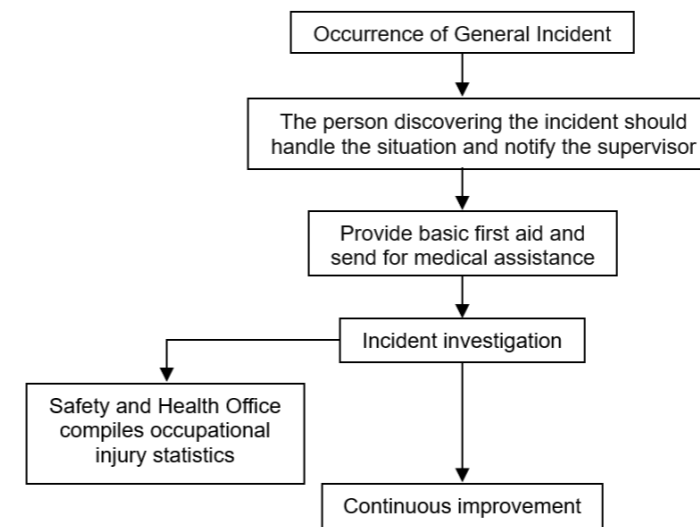 Occurrence of General Incident
The person discovering the incident should
handle the situation and notify the supervisor
Provide basic first aid and
send for medical assistance
Incident investigation
Safety and Health Office
compiles occupational
injury statistics
Continuous improvement